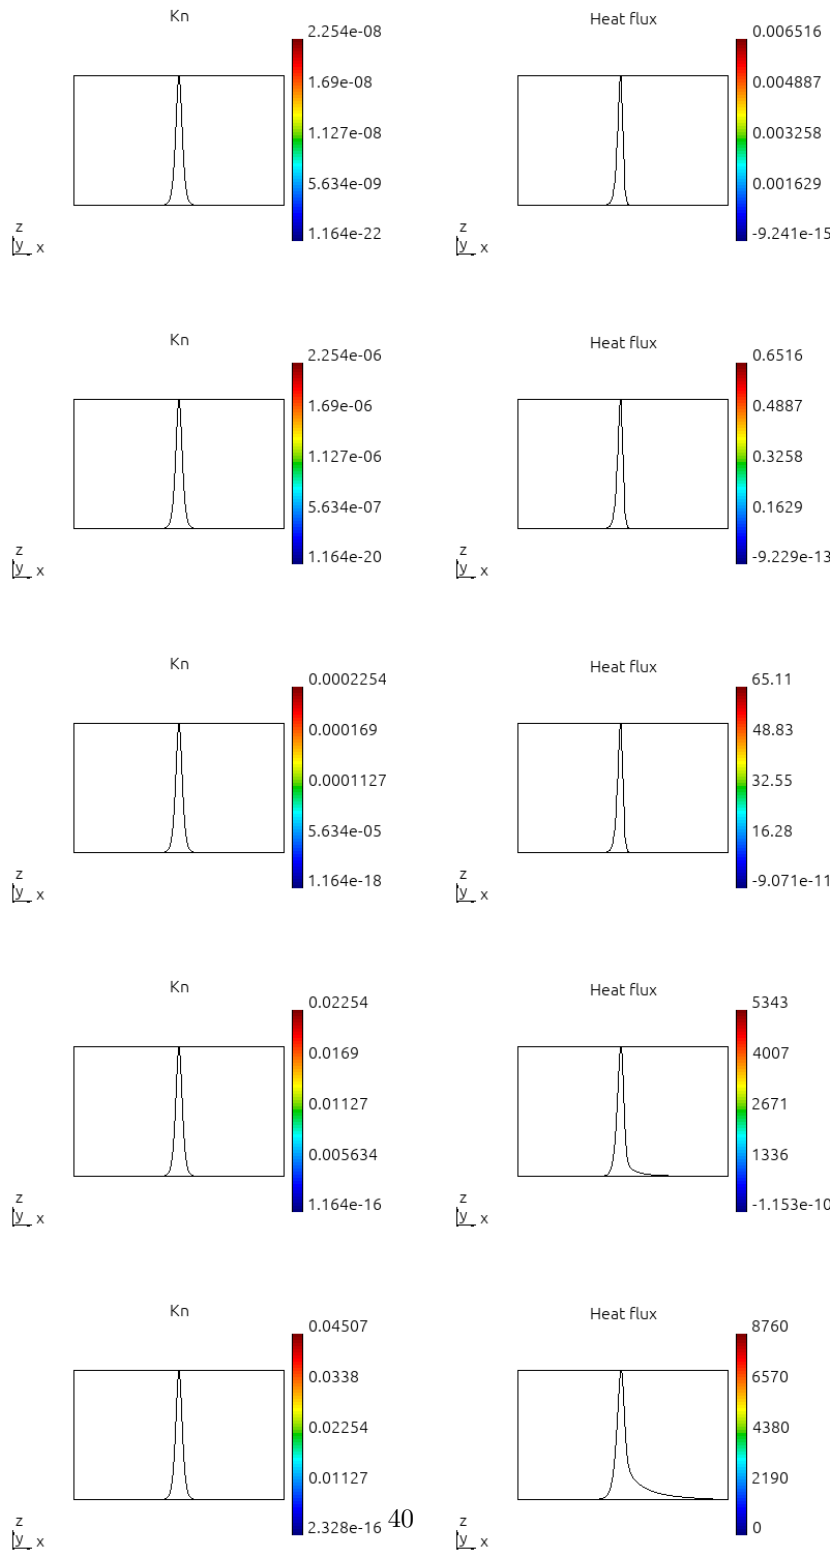 Kn
2.254e-08
1.69e-08
1.127e-08
5.634e-09
1.164e-22
z
y x
Heat flux
0.006516
0.004887
0.003258
0.001629
-9.241e-15
z
y x
Kn
2.254e-06
1.69e-06
1.127e-06
5.634e-07
1.164e-20
z
y x
Heat flux
0.6516
0.4887
0.3258
0.1629
-9.229e-13
z
y x
Kn
0.0002254
0.000169
0.0001127
5.634e-05
1.164e-18
z
y x
Heat flux
65.11
48.83
32.55
16.28
-9.071e-11
z
y x
Kn
0.02254
0.0169
0.01127
0.005634
1.164e-16
z
y x
Heat flux
5343
4007
2671
1336
-1.153e-10
z
y x
Kn
0.04507
0.0338
0.02254
0.01127
2.328e-16
z
y x
Heat flux
8760
6570
4380
2190
0
z
y x
40